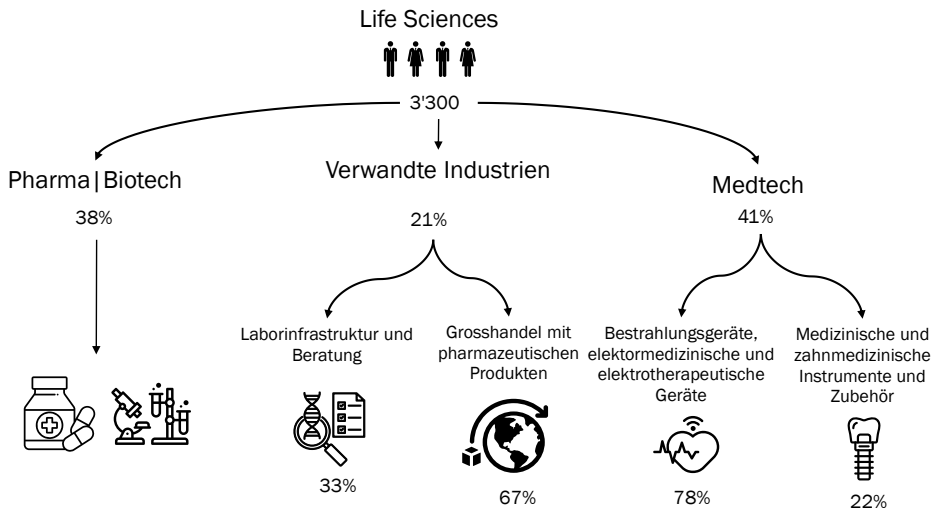 Life Sciences
3'300
Pharma|Biotech
38%
Verwandte Industrien
21%
Medtech
41%
Laborinfrastruktur und
Beratung
33%
Grosshandel mit
pharmazeutischen
Produkten
67%
Bestrahlungsgeräte,
elektormedizinische und
elektrotherapeutische
Geräte
78%
Medizinische und
zahnmedizinische
Instrumente und
Zubehör
22%